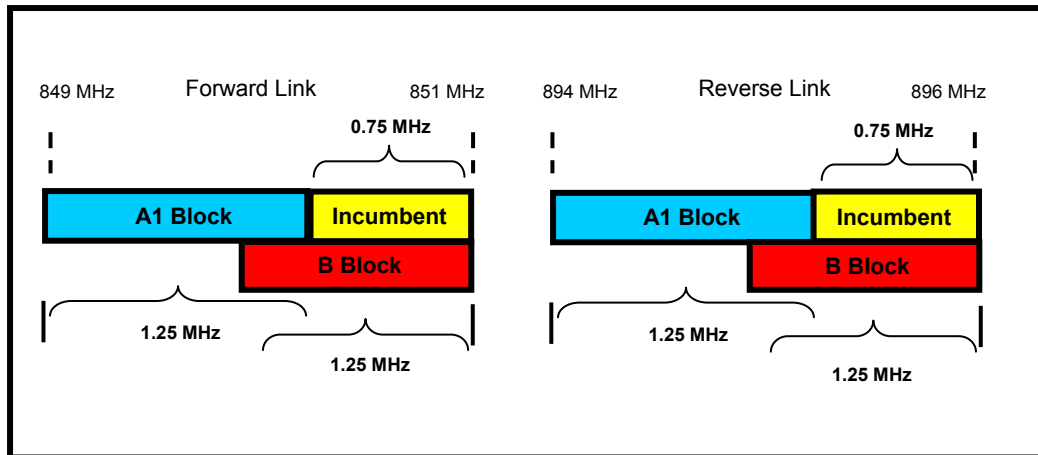 849 MHz Forward Link 851 MHz
0.75 MHz
A1 Block Incumbent
B Block
1.25 MHz
1.25 MHz
894 MHz Reverse Link 896 MHz
0.75 MHz
A1 Block Incumbent
B Block
1.25 MHz
1.25 MHz